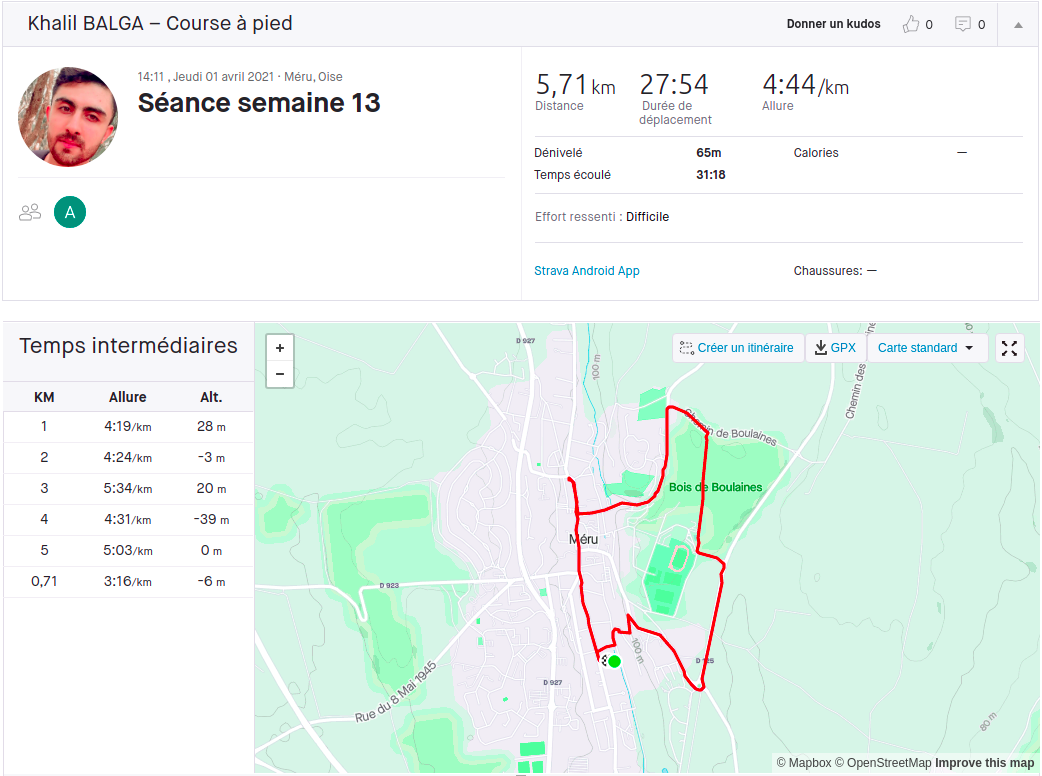 Khalil BALGA – Course à pied
Donner un kudos 0 0
14:11 , Jeudi 01 avril 2021 · Méru, Oise
Séance semaine 13
A
5,71 km 27:54 4:44/km
Distance Durée de déplacement Allure
Dénivelé 65m Calories —
Temps écoulé 31:18
Effort ressenti : Difficile
Strava Android App Chaussures: —
Temps intermédiaires
KM Allure Alt.
1 4:19/km 28 m
2 4:24/km -3 m
3 5:34/km 20 m
4 4:31/km -39 m
5 5:03/km 0 m
0,71 3:16/km -6 m
+
−
Créer un itinéraire
GPX
Carte standard
D 927
100 m
Chemin des
Chemin de Boulaines
Bois de Boulaines
Méru
D 923
100 m
D 927
Rue du 8 Mai 1945
80 m
© Mapbox © OpenStreetMap Improve this map